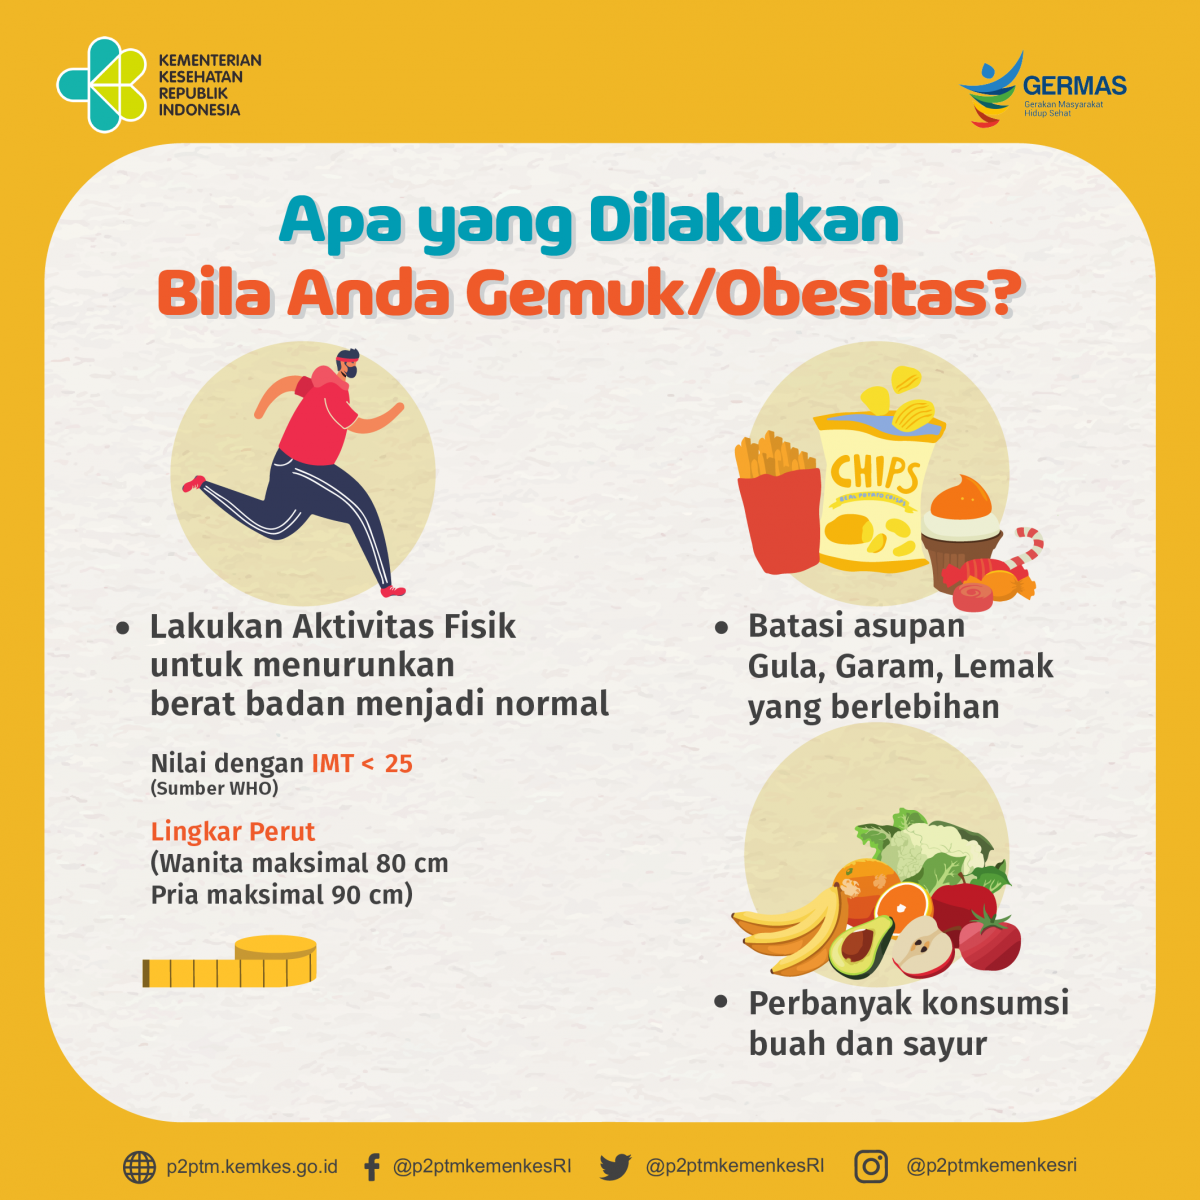 KEMENTERIAN
KESEHATAN
REPUBLIK
INDONESIA
GERMAS
Gerakan Masyarakat
Hidup Sehat
Apa yang Dilakukan
Bila Anda Gemuk/Obesitas?
• Lakukan Aktivitas Fisik
untuk menurunkan
berat badan menjadi normal
Nilai dengan IMT < 25
(Sumber WHO)
Lingkar Perut
(Wanita maksimal 80 cm
Pria maksimal 90 cm)
CHIPS
REAL POTATO CRISPS
• Batasi asupan
Gula, Garam, Lemak
yang berlebihan
• Perbanyak konsumsi
buah dan sayur
p2ptm.kemkes.go.id
@p2ptmkemenkesRI
@p2ptmkemenkesRI
@p2ptmkemenkesri